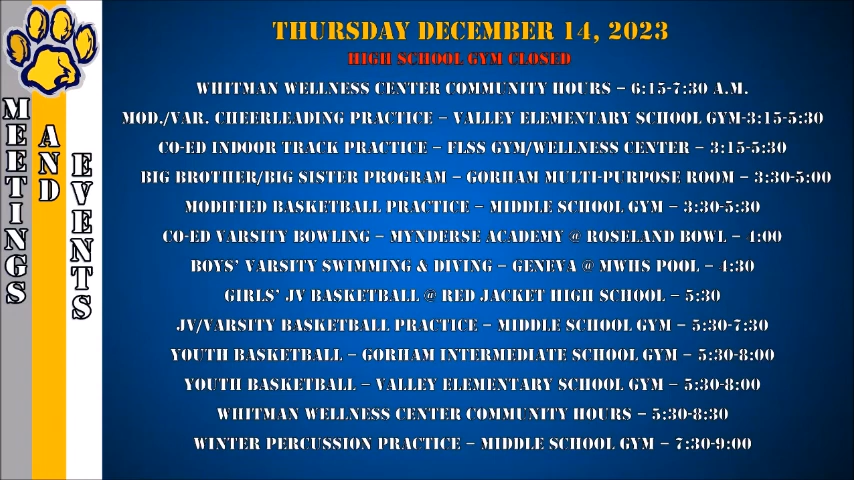 MEETINGS
AND
EVENTS
THURSDAY DECEMBER 14, 2023
HIGH SCHOOL GYM CLOSED
WHITMAN WELLNESS CENTER COMMUNITY HOURS – 6:15-7:30 A.M.
MOD./VAR. CHEERLEADING PRACTICE – VALLEY ELEMENTARY SCHOOL GYM-3:15-5:30
CO-ED INDOOR TRACK PRACTICE – FLSS GYM/WELLNESS CENTER – 3:15-5:30
BIG BROTHER/BIG SISTER PROGRAM – GORHAM MULTI-PURPOSE ROOM – 3:30-5:00
MODIFIED BASKETBALL PRACTICE – MIDDLE SCHOOL GYM – 3:30-5:30
CO-ED VARSITY BOWLING – MYNDERSE ACADEMY @ ROSELAND BOWL – 4:00
BOYS' VARSITY SWIMMING & DIVING – GENEVA @ MWHS POOL – 4:30
GIRLS' JV BASKETBALL @ RED JACKET HIGH SCHOOL – 5:30
JV/VARSITY BASKETBALL PRACTICE – MIDDLE SCHOOL GYM – 5:30-7:30
YOUTH BASKETBALL – GORHAM INTERMEDIATE SCHOOL GYM – 5:30-8:00
YOUTH BASKETBALL – VALLEY ELEMENTARY SCHOOL GYM – 5:30-8:00
WHITMAN WELLNESS CENTER COMMUNITY HOURS – 5:30-8:30
WINTER PERCUSSION PRACTICE – MIDDLE SCHOOL GYM – 7:30-9:00